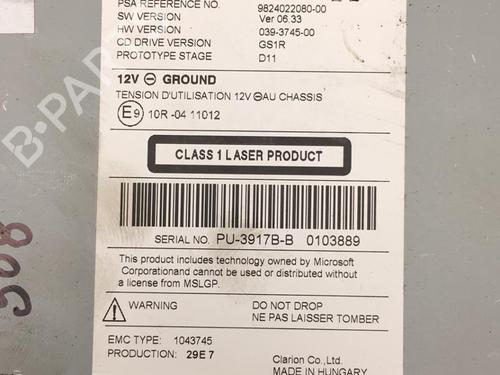 PSA REFERENCE NO. 9824022080-00
SW VERSION Ver 06.33
HW VERSION 039-3745-00
CD DRIVE VERSION GS1R
PROTOTYPE STAGE D11
12V ⊖ GROUND
TENSION D'UTILISATION 12V ⊖AU CHASSIS
E9 10R -04 11012
CLASS 1 LASER PRODUCT
SERIAL NO. PU-3917B-B 0103889
This product includes technology owned by Microsoft
Corporationand cannot be used or distributed without
a license from MSLGP.
WARNING DO NOT DROP
NE PAS LAISSER TOMBER
EMC TYPE: 1043745
PRODUCTION: 29E 7
Clarion Co.,Ltd.
MADE IN HUNGARY
508
B-PARTS